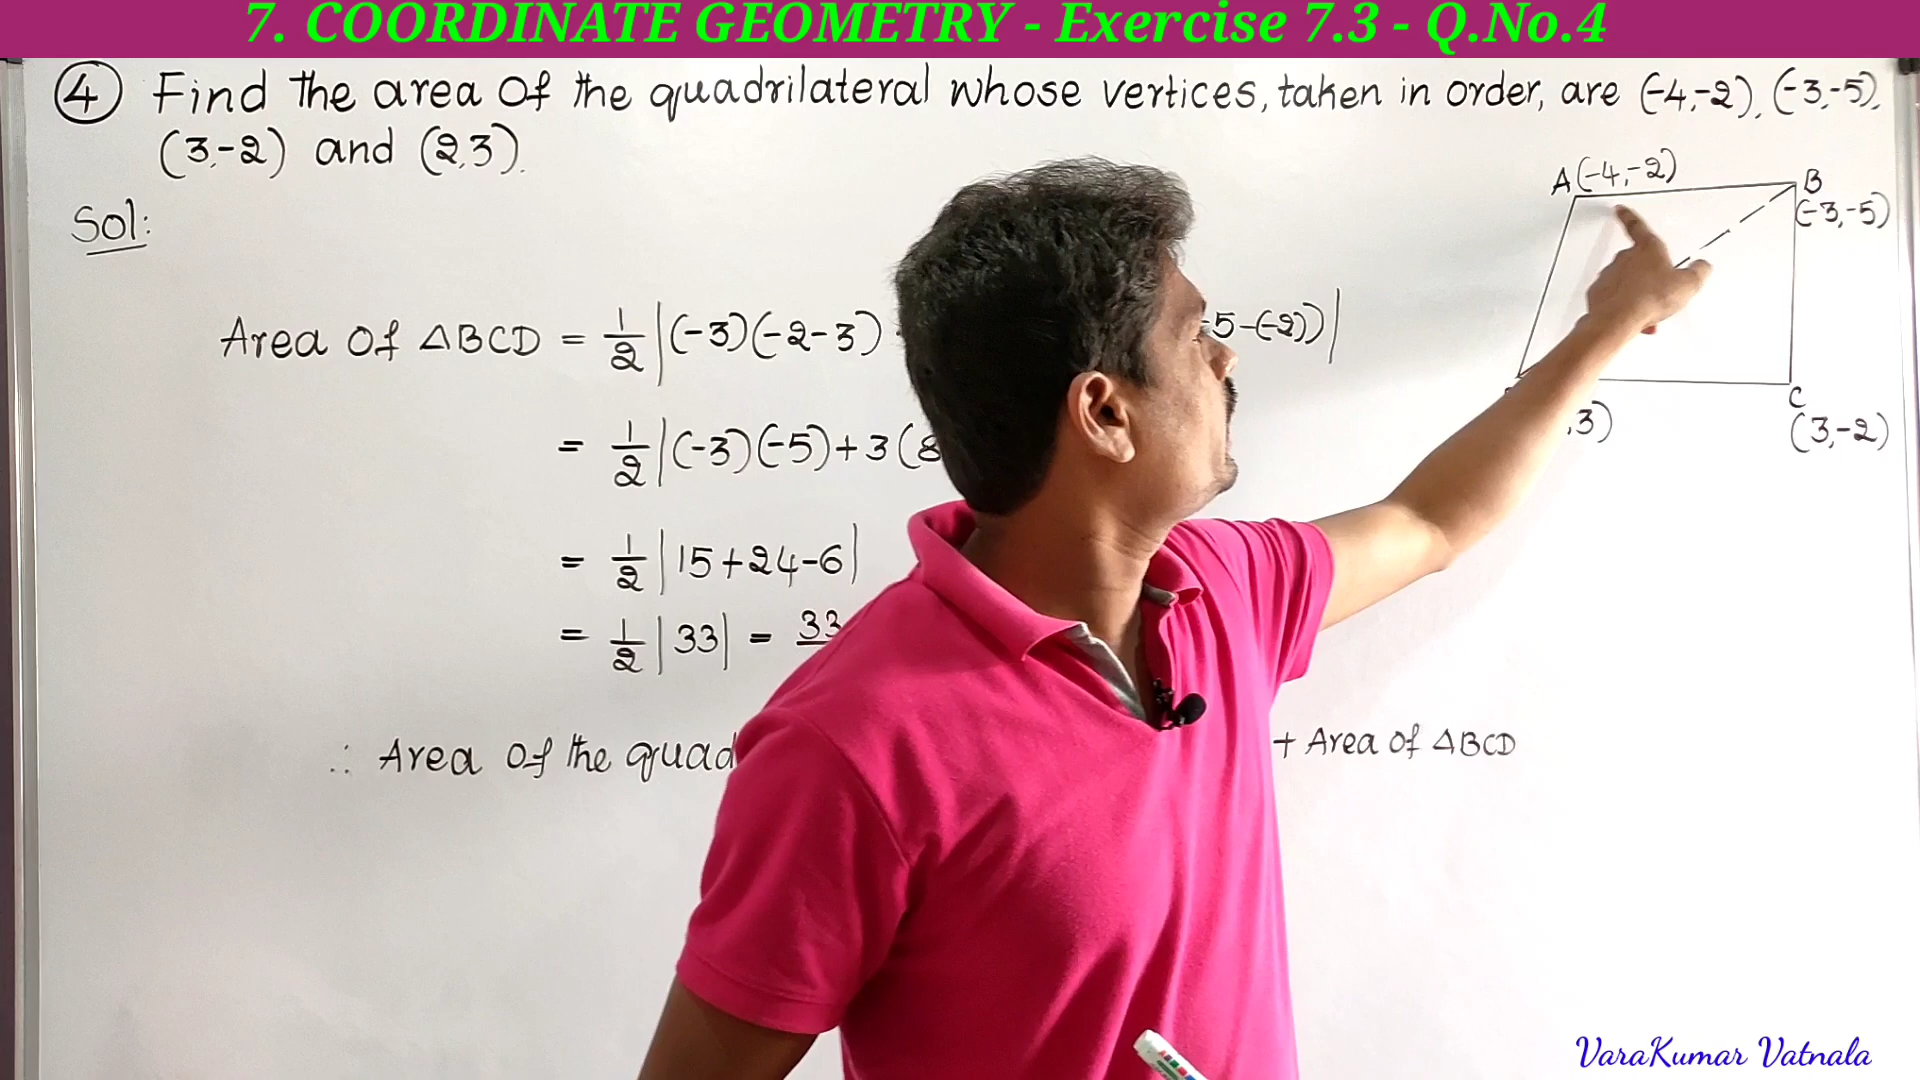 7. COORDINATE GEOMETRY - Exercise 7.3 - Q.No.4
④ Find the area of the quadrilateral whose vertices, taken in order, are (-4,-2), (-3,-5),
(3,-2) and (2,3).
Sol:
A(-4,-2)
B
(-3,-5)
Area of △BCD = 1/2 |(-3)(-2-3) 5-(-2))|
= 1/2 |(-3)(-5)+3(8
C
,3)
(3,-2)
= 1/2 |15+24-6|
= 1/2 |33| = 33
∴ Area of the quad + Area of △BCD
VaraKumar Vatnala